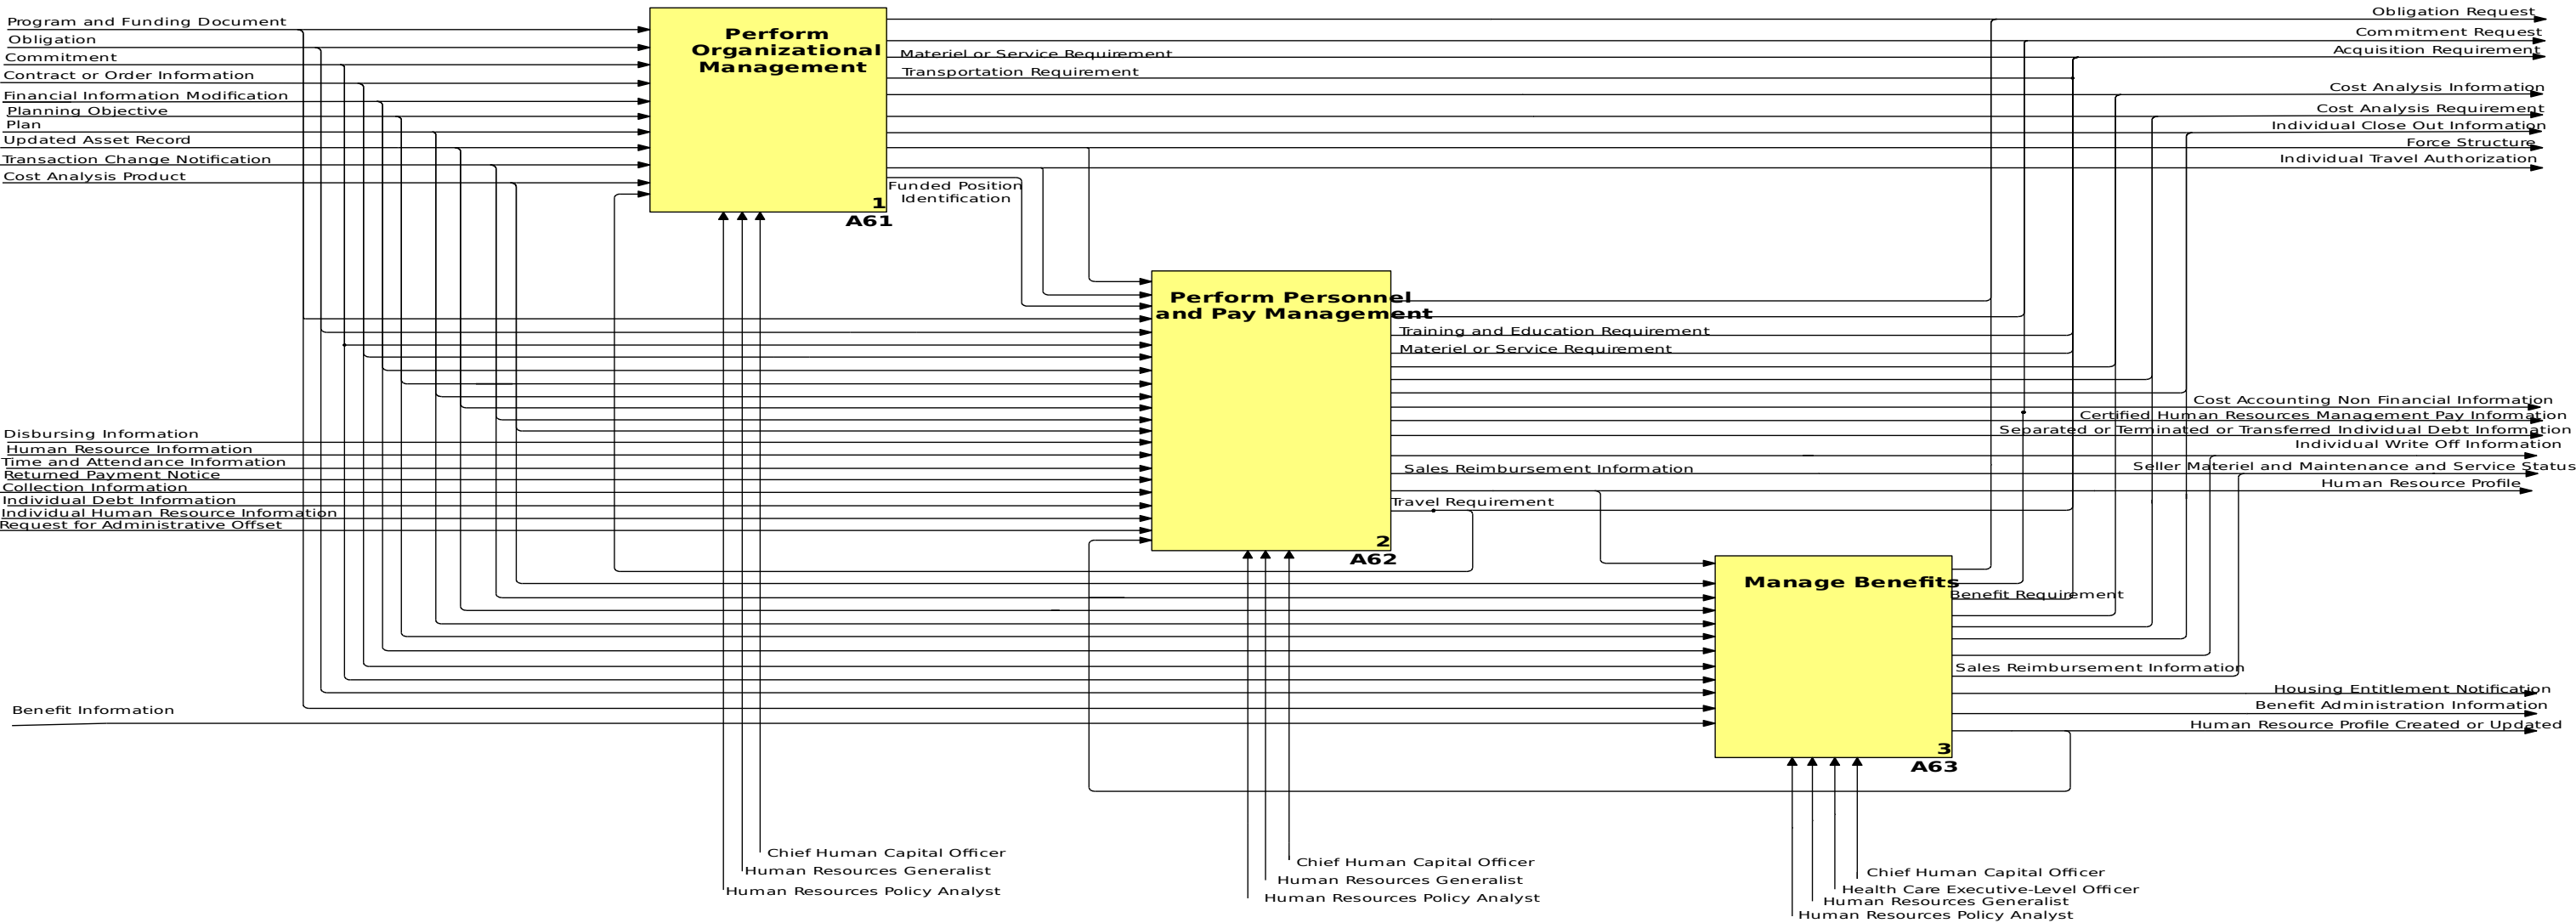 Program and Funding Document
Obligation
Commitment
Contract or Order Information
Financial Information Modification
Planning Objective
Plan
Updated Asset Record
Transaction Change Notification
Cost Analysis Product
Perform
Organizational
Management
1
A61
Materiel or Service Requirement
Transportation Requirement
Funded Position
Identification
Obligation Request
Commitment Request
Acquisition Requirement
Cost Analysis Information
Cost Analysis Requirement
Individual Close Out Information
Force Structure
Individual Travel Authorization
Perform Personnel
and Pay Management
2
A62
Training and Education Requirement
Materiel or Service Requirement
Sales Reimbursement Information
Travel Requirement
Cost Accounting Non Financial Information
Certified Human Resources Management Pay Information
Separated or Terminated or Transferred Individual Debt Information
Individual Write Off Information
Seller Materiel and Maintenance and Service Status
Human Resource Profile
Disbursing Information
Human Resource Information
Time and Attendance Information
Returned Payment Notice
Collection Information
Individual Debt Information
Individual Human Resource Information
Request for Administrative Offset
Manage Benefits
3
A63
Benefit Requirement
Sales Reimbursement Information
Housing Entitlement Notification
Benefit Administration Information
Human Resource Profile Created or Updated
Benefit Information
Chief Human Capital Officer
Human Resources Generalist
Human Resources Policy Analyst
Chief Human Capital Officer
Human Resources Generalist
Human Resources Policy Analyst
Chief Human Capital Officer
Health Care Executive-Level Officer
Human Resources Generalist
Human Resources Policy Analyst